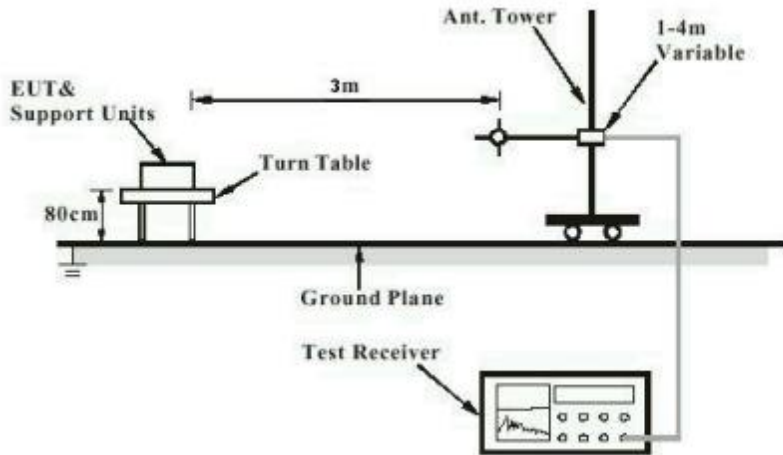 Ant. Tower
1-4m
Variable
3m
EUT&
Support Units
Turn Table
80cm
Ground Plane
Test Receiver